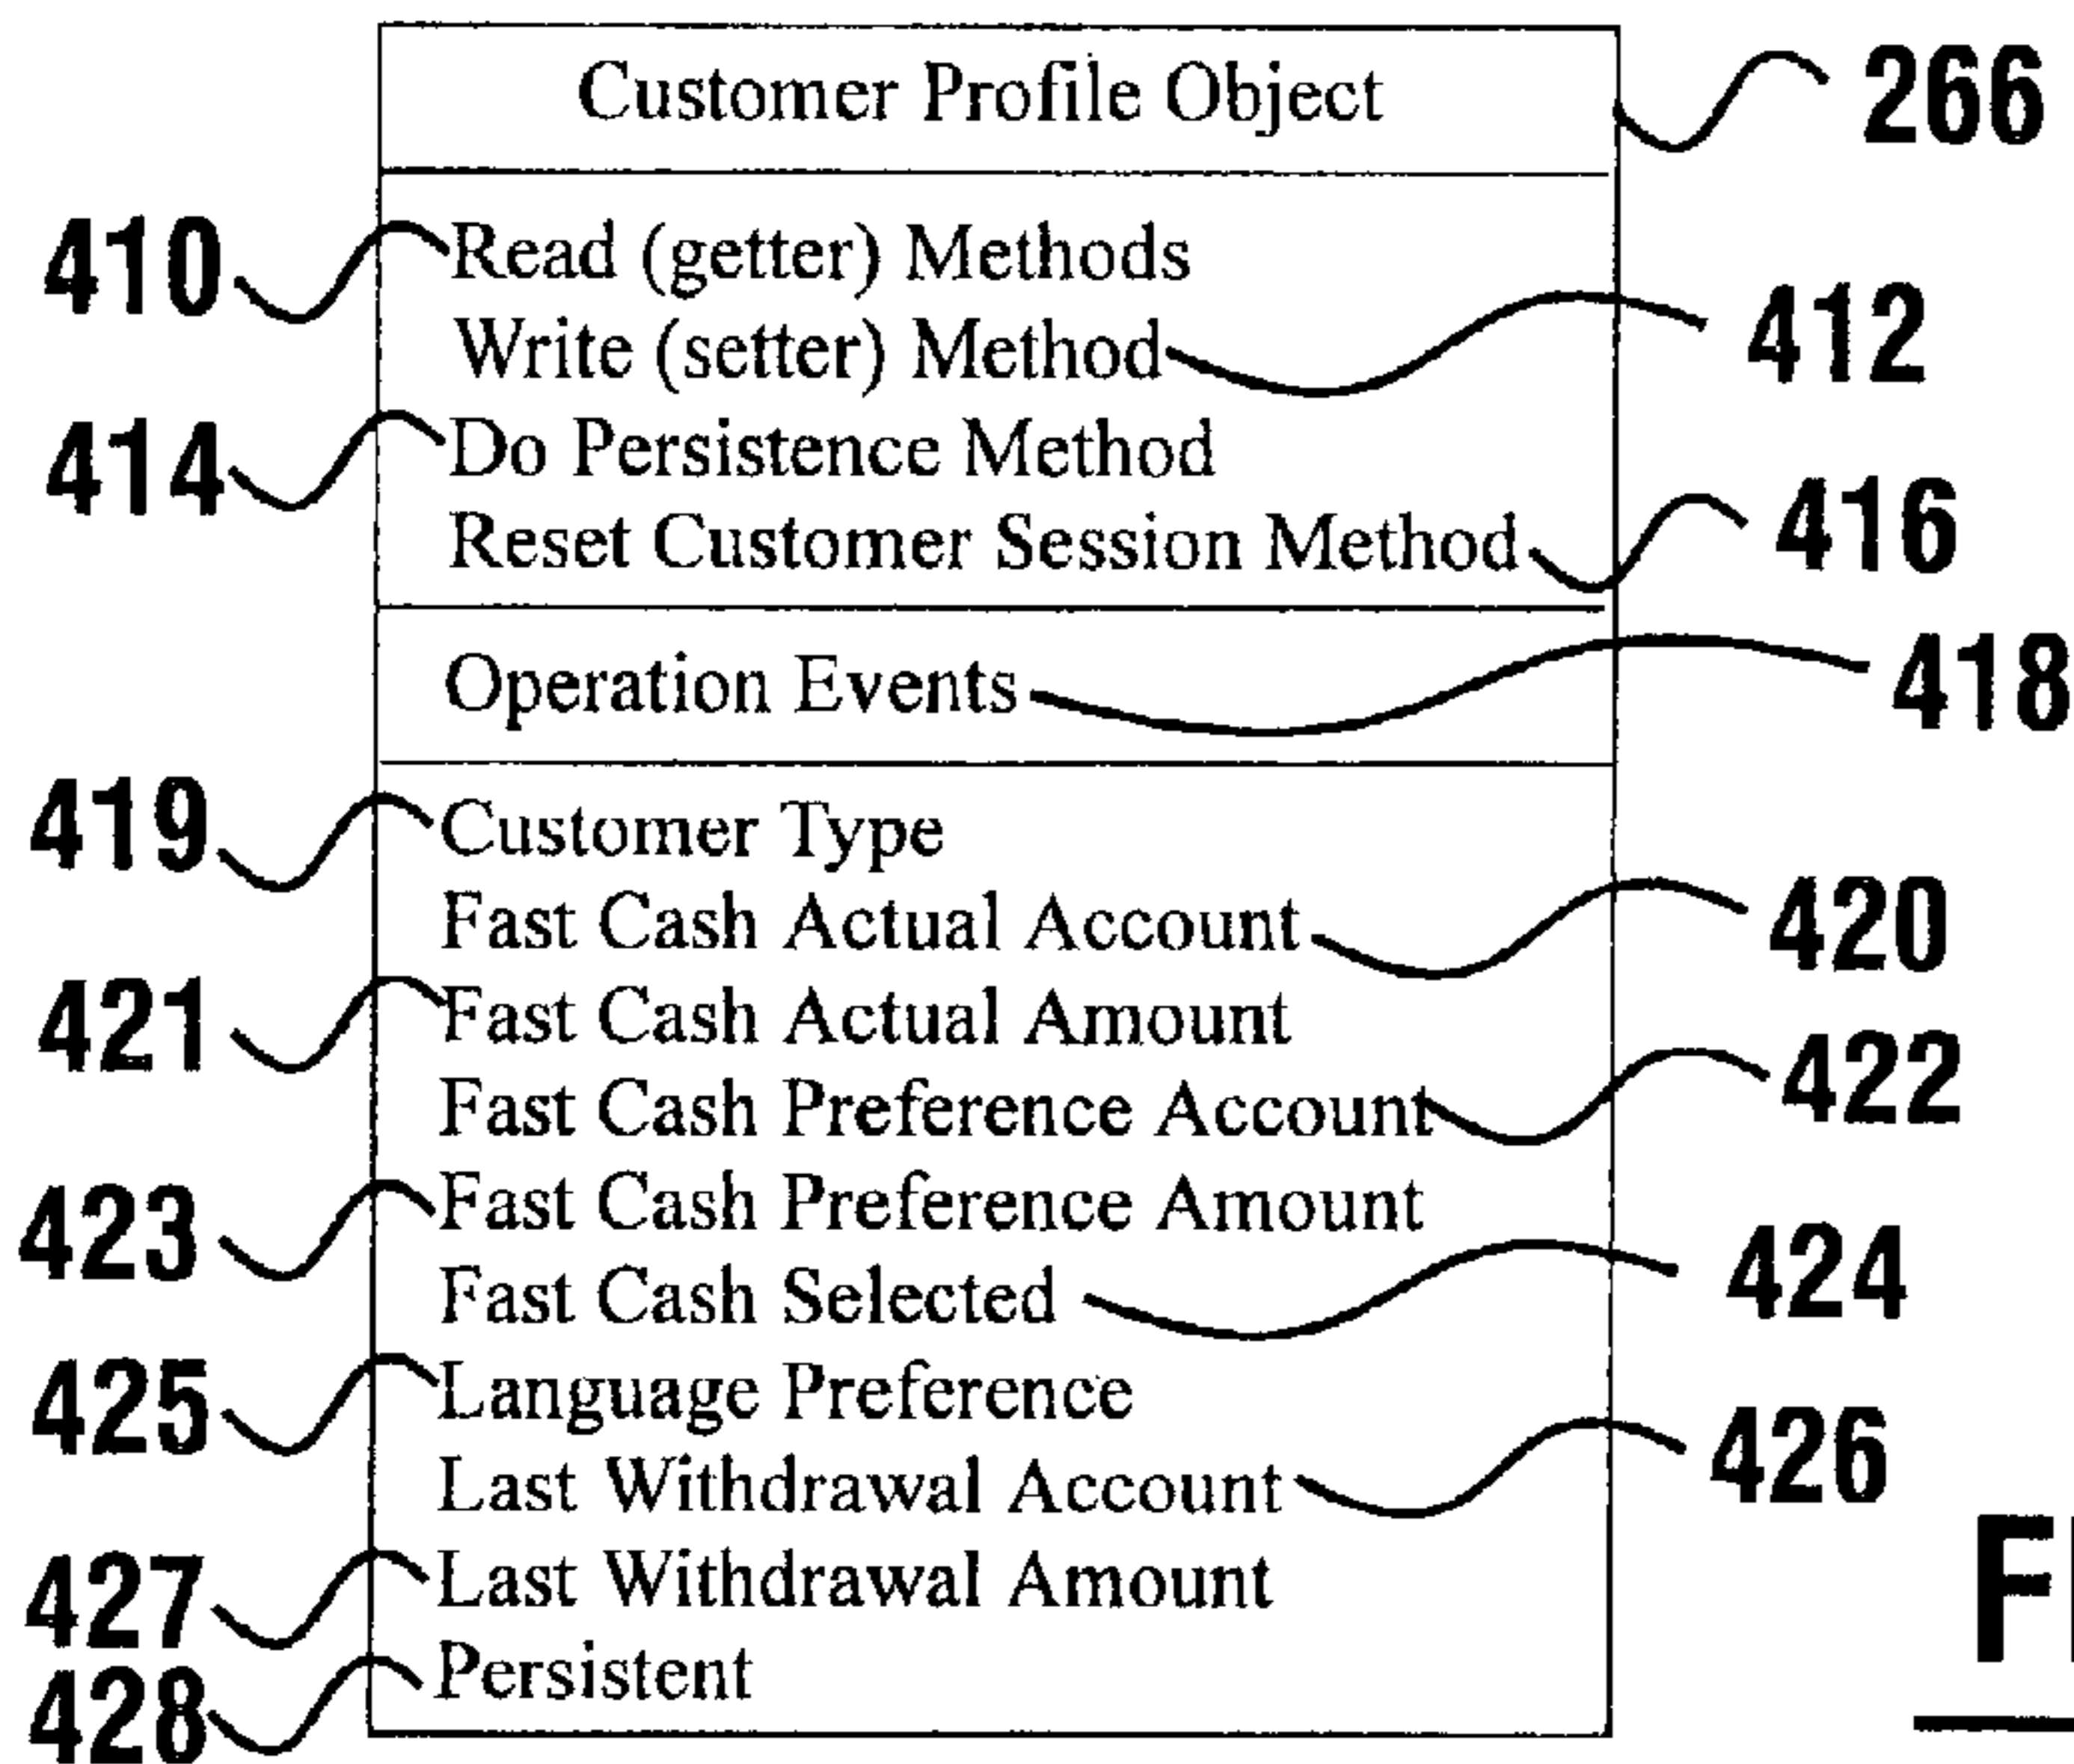 Customer Profile Object 266
410 Read (getter) Methods
Write (setter) Method 412
414 Do Persistence Method
Reset Customer Session Method 416
Operation Events 418
419 Customer Type
Fast Cash Actual Account 420
421 Fast Cash Actual Amount
Fast Cash Preference Account 422
423 Fast Cash Preference Amount
Fast Cash Selected 424
425 Language Preference
Last Withdrawal Account 426
427 Last Withdrawal Amount
428 Persistent